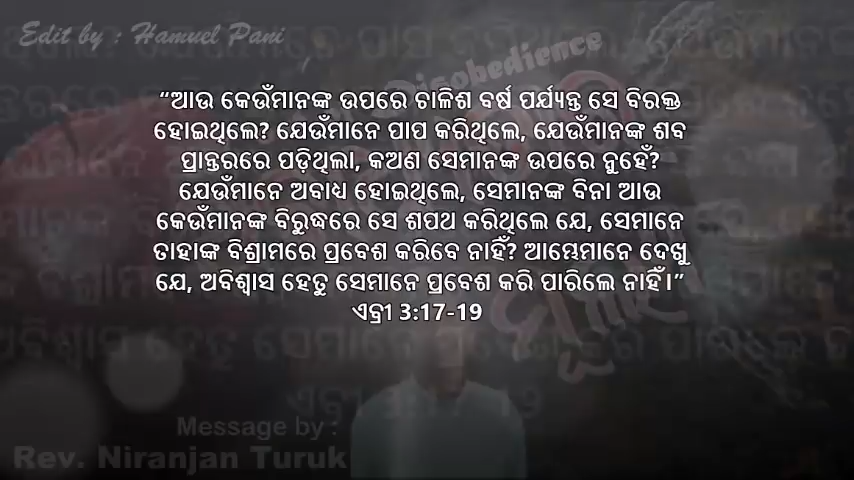 Edit by : Hamuel Pani
Disobedience
“ଆଉ କେଉଁମାନଙ୍କ ଉପରେ ଚାଳିଶ ବର୍ଷ ପର୍ଯ୍ୟନ୍ତ ସେ ବିରକ୍ତ
ହୋଇଥିଲେ? ଯେଉଁମାନେ ପାପ କରିଥିଲେ, ଯେଉଁମାନଙ୍କ ଶବ
ପ୍ରାନ୍ତରରେ ପଡ଼ିଥିଲା, କଅଣ ସେମାନଙ୍କ ଉପରେ ନୁହେଁ?
ଯେଉଁମାନେ ଅବାଧ ହୋଇଥିଲେ, ସେମାନଙ୍କ ବିନା ଆଉ
କେଉଁମାନଙ୍କ ବିରୁଦ୍ଧରେ ସେ ଶପଥ କରିଥିଲେ ଯେ, ସେମାନେ
ତାହାଙ୍କ ବିଶ୍ରାମରେ ପ୍ରବେଶ କରିବେ ନାହିଁ? ଆମ୍ଭେମାନେ ଦେଖୁ
ଯେ, ଅବିଶ୍ୱାସ ହେତୁ ସେମାନେ ପ୍ରବେଶ କରି ପାରିଲେ ନାହିଁ।”
ଏବ୍ରୀ 3:17-19
Message by :
Rev. Niranjan Turuk